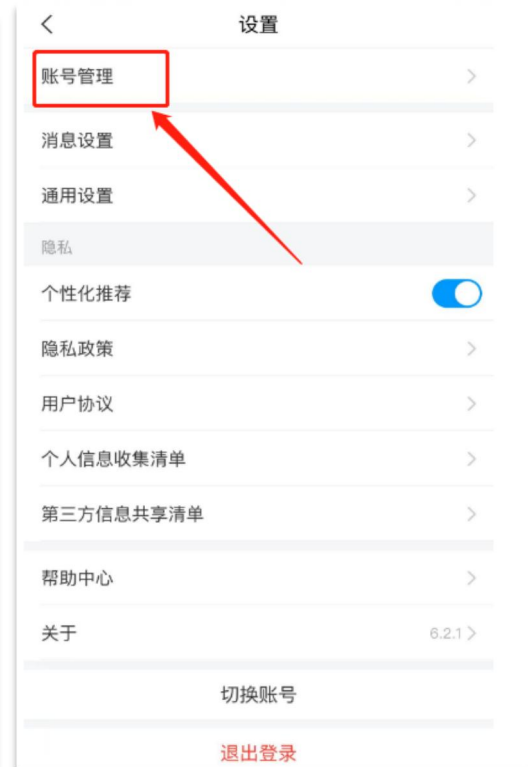 设置
账号管理
消息设置
通用设置
隐私
个性化推荐
隐私政策
用户协议
个人信息收集清单
第三方信息共享清单
帮助中心
关于 6.2.1
切换账号
退出登录